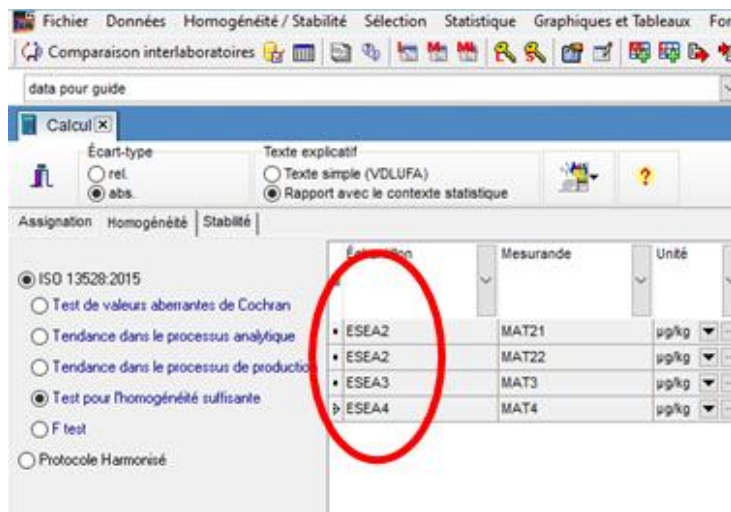 Fichier Données Homogénéité / Stabilité Sélection Statistique Graphiques et Tableaux For
Comparaison interlaboratoires
data pour guide
Calcul
Écart-type Texte explicatif
rel. Texte simple (VDLUFA)
abs. Rapport avec le contexte statistique
Assignation Homogénéité Stabilité
Échantillon Mesurande Unité
ISO 13528:2015
Test de valeurs aberrantes de Cochran
Tendance dans le processus analytique
Tendance dans le processus de production
Test pour l'homogénéité suffisante
F test
Protocole Harmonisé
ESEA2 MAT21 µg/kg
ESEA2 MAT22 µg/kg
ESEA3 MAT3 µg/kg
ESEA4 MAT4 µg/kg